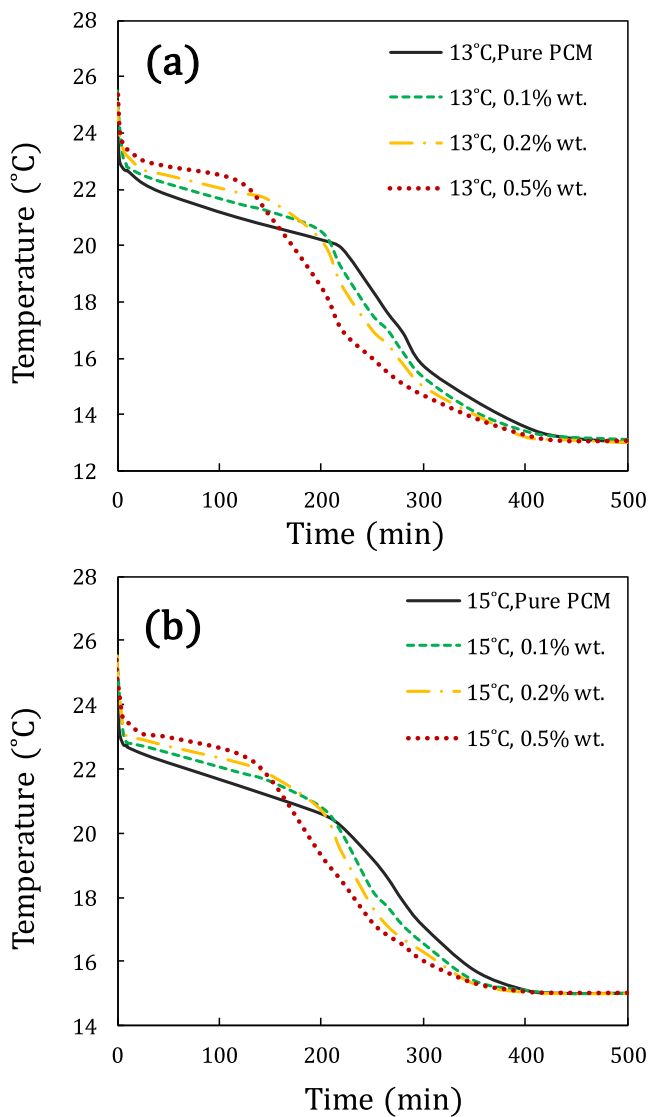 28
26
24
22
20
18
16
14
12
Temperature (˚C)
(a)
13˚C,Pure PCM
13˚C, 0.1% wt.
13˚C, 0.2% wt.
13˚C, 0.5% wt.
0 100 200 300 400 500
Time (min)
28
26
24
22
20
18
16
14
Temperature (˚C)
(b)
15˚C,Pure PCM
15˚C, 0.1% wt.
15˚C, 0.2% wt.
15˚C, 0.5% wt.
0 100 200 300 400 500
Time (min)